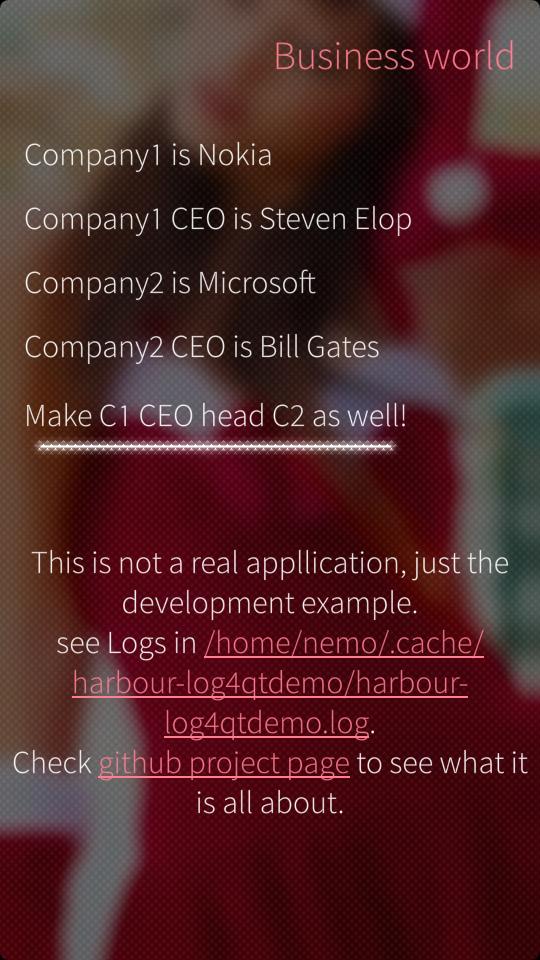 Business world
Company1 is Nokia
Company1 CEO is Steven Elop
Company2 is Microsoft
Company2 CEO is Bill Gates
Make C1 CEO head C2 as well!
This is not a real appllication, just the
development example.
see Logs in /home/nemo/.cache/
harbour-log4qtdemo/harbour-
log4qtdemo.log.
Check github project page to see what it
is all about.